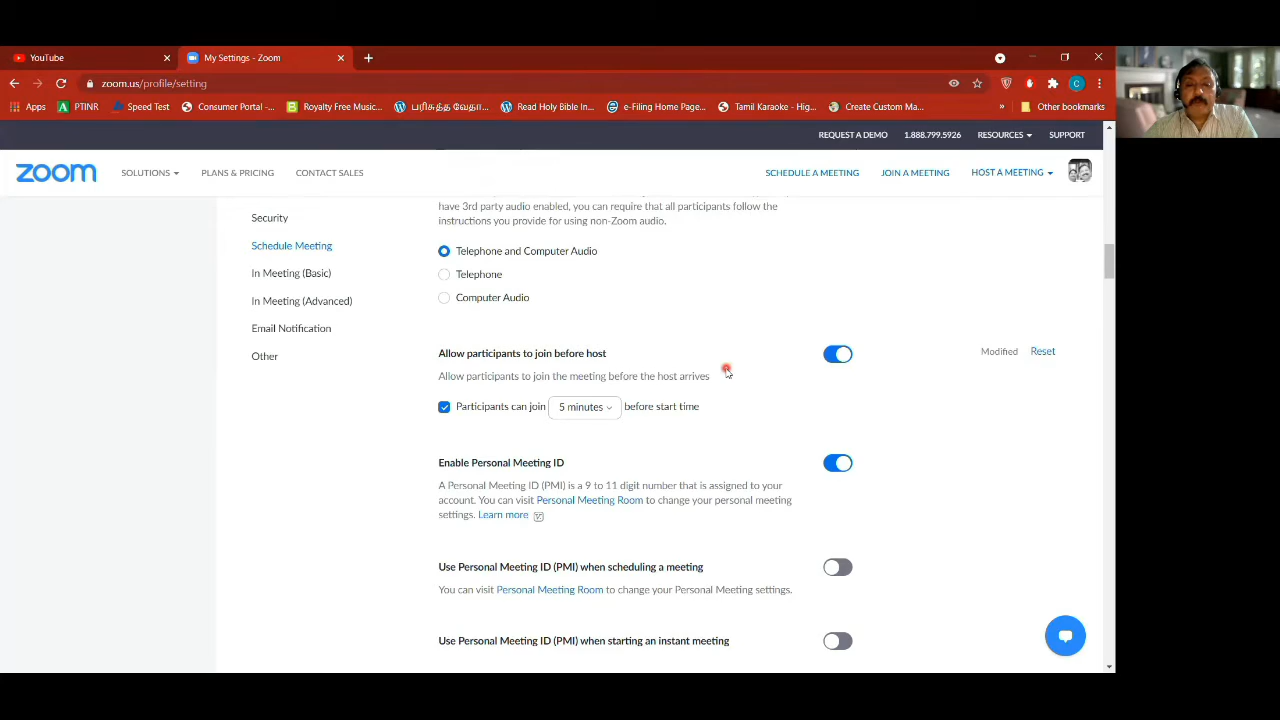 YouTube
My Settings - Zoom
zoom.us/profile/setting
Apps
PTINR
Speed Test
Consumer Portal -...
Royalty Free Music...
பரிசுத்த வேதா...
Read Holy Bible In...
e-Filing Home Page...
Tamil Karaoke - Hig...
Create Custom Ma...
»
Other bookmarks
REQUEST A DEMO
1.888.799.5926
RESOURCES
SUPPORT
zoom
SOLUTIONS
PLANS & PRICING
CONTACT SALES
SCHEDULE A MEETING
JOIN A MEETING
HOST A MEETING
Security
Schedule Meeting
In Meeting (Basic)
In Meeting (Advanced)
Email Notification
Other
have 3rd party audio enabled, you can require that all participants follow the
instructions you provide for using non-Zoom audio.
Telephone and Computer Audio
Telephone
Computer Audio
Allow participants to join before host
Modified Reset
Allow participants to join the meeting before the host arrives
Participants can join 5 minutes before start time
Enable Personal Meeting ID
A Personal Meeting ID (PMI) is a 9 to 11 digit number that is assigned to your
account. You can visit Personal Meeting Room to change your personal meeting
settings. Learn more
Use Personal Meeting ID (PMI) when scheduling a meeting
You can visit Personal Meeting Room to change your Personal Meeting settings.
Use Personal Meeting ID (PMI) when starting an instant meeting